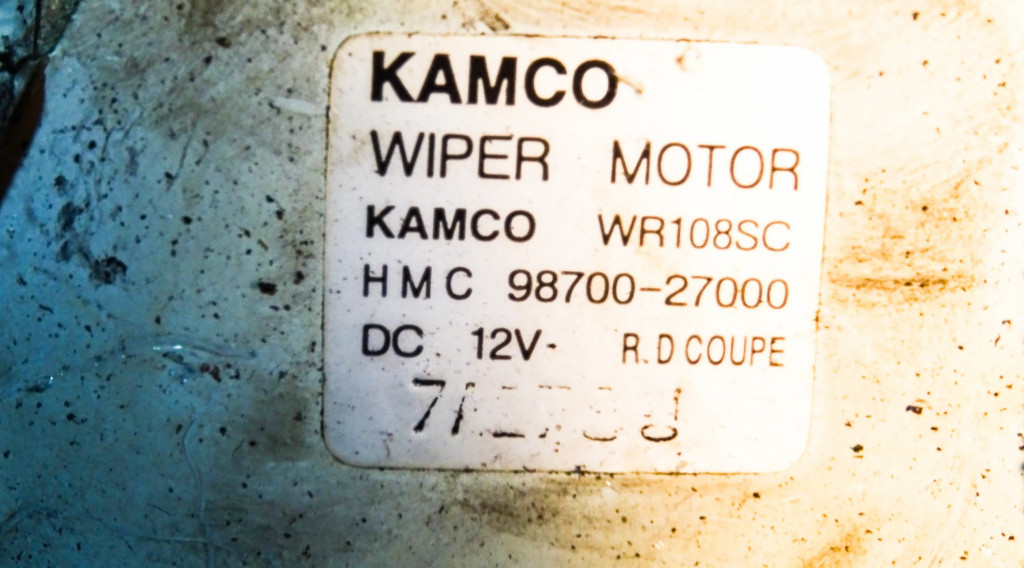 KAMCO
WIPER MOTOR
KAMCO WR108SC
HMC 98700-27000
DC 12V- R.D COUPE